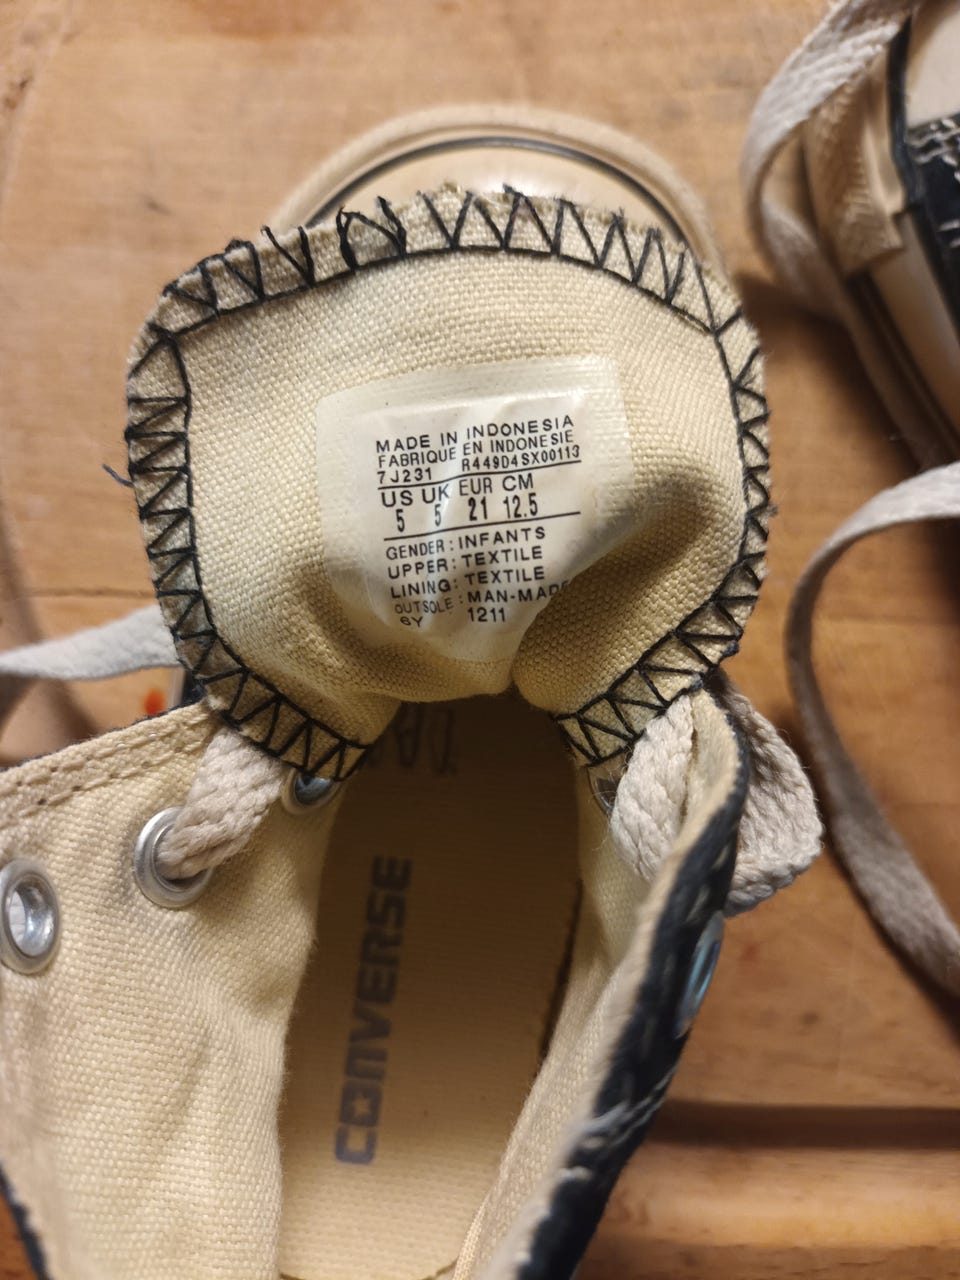 MADE IN INDONESIA
FABRIQUE EN INDONESIE
7J231 R449D4SX00113
US UK EUR CM
5 5 21 12.5
GENDER : INFANTS
UPPER : TEXTILE
LINING : TEXTILE
OUTSOLE : MAN-MADE
6Y 1211
CONVERSE